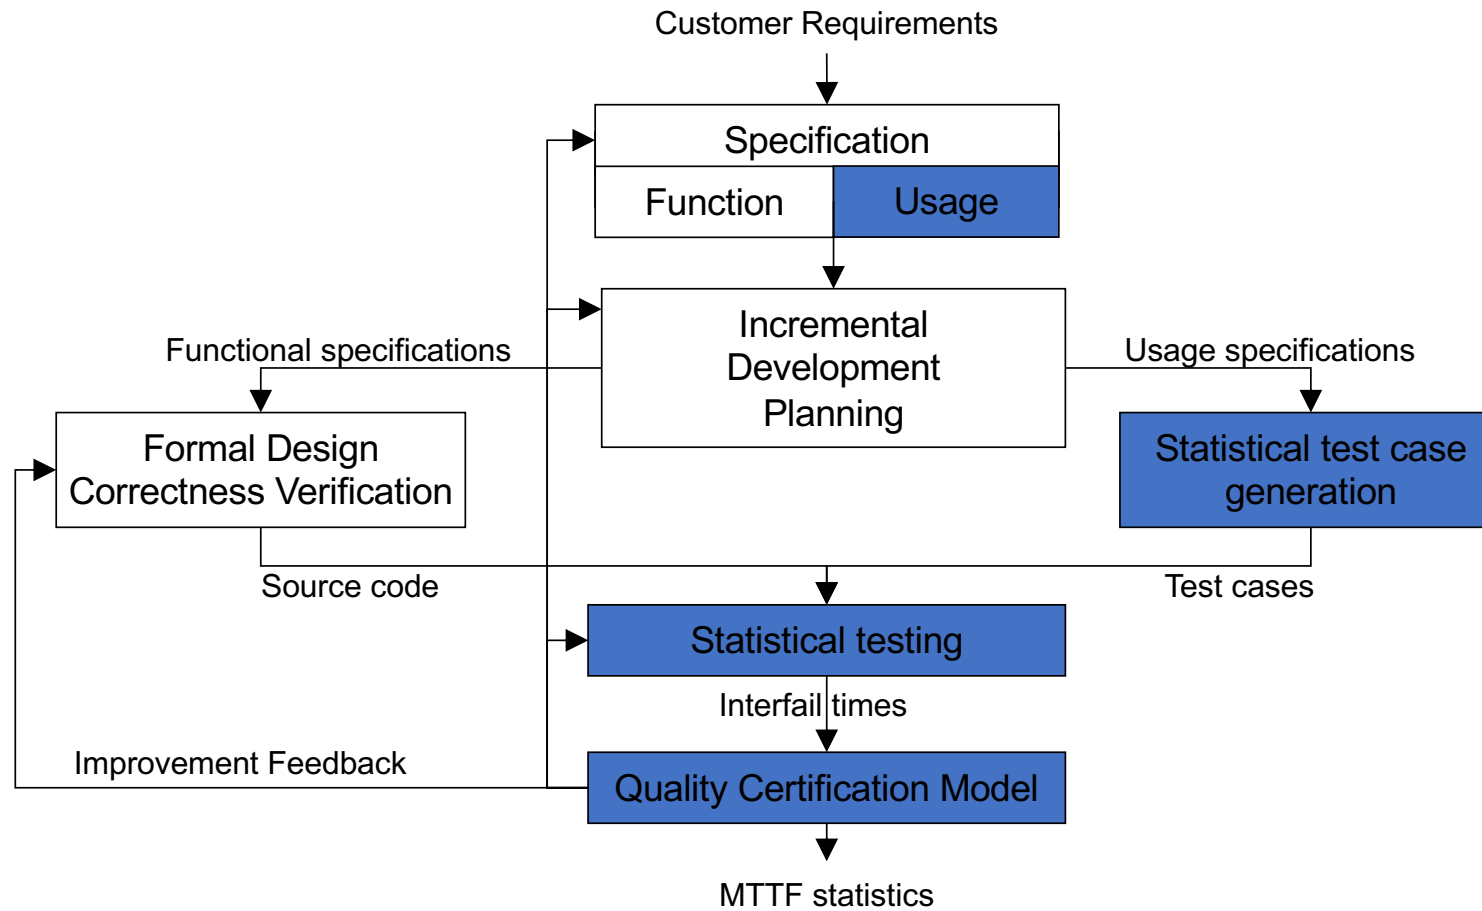 Customer Requirements
Specification
Function
Usage
Incremental
Development
Planning
Functional specifications
Usage specifications
Formal Design
Correctness Verification
Statistical test case
generation
Source code
Test cases
Statistical testing
Interfail times
Improvement Feedback
Quality Certification Model
MTTF statistics